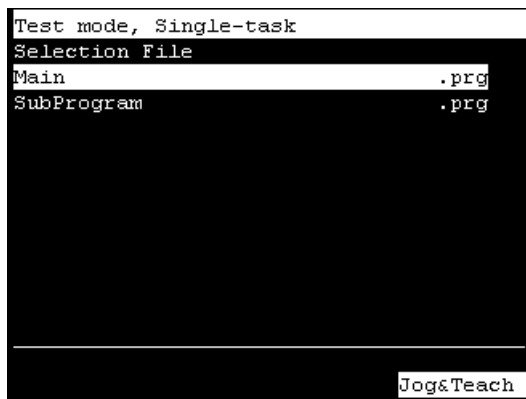 Test mode, Single-task
Selection File
Main .prg
SubProgram .prg
Jog&Teach